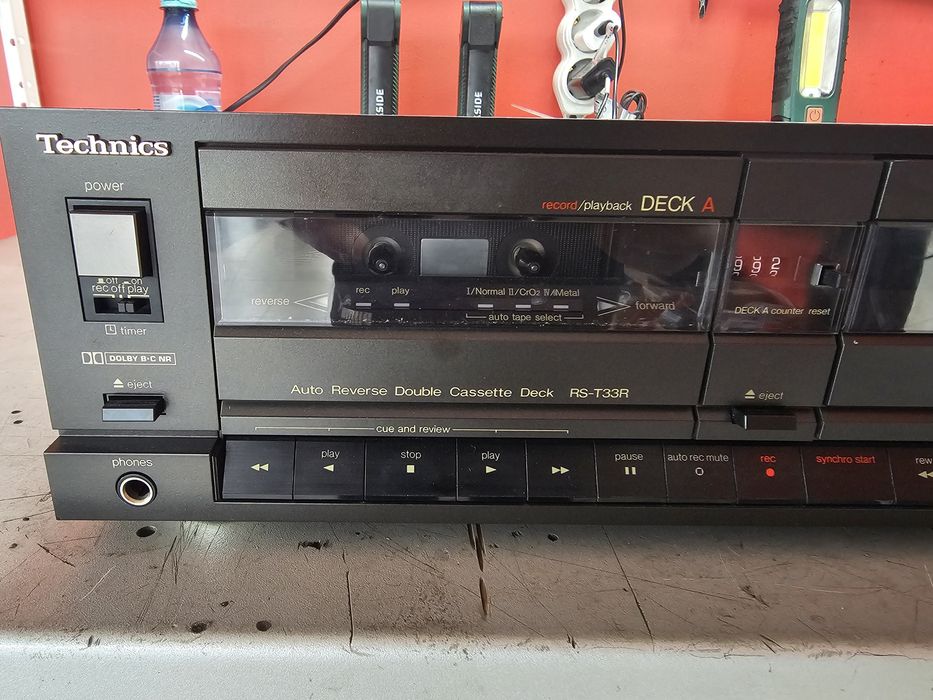 SIDE
SIDE
Technics
power
off on
rec off play
timer
DOLBY B·C NR
eject
phones
record/playback DECK A
rec play
I/Normal II/CrO2 IV/Metal
reverse
forward
auto tape select
992
DECK A counter reset
Auto Reverse Double Cassette Deck RS-T33R
eject
cue and review
play
stop
play
pause
auto rec mute
rec
synchro start
rew